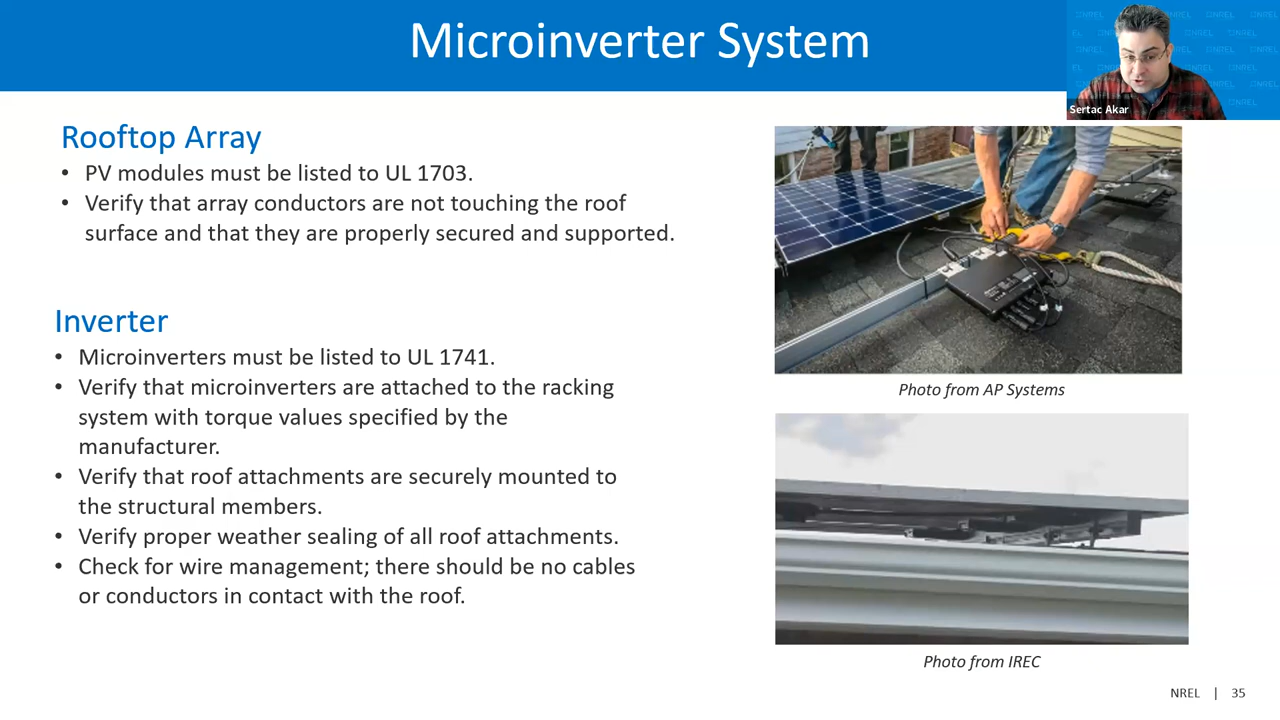 Microinverter System
Sertac Akar
Rooftop Array
• PV modules must be listed to UL 1703.
• Verify that array conductors are not touching the roof
surface and that they are properly secured and supported.
Inverter
• Microinverters must be listed to UL 1741.
• Verify that microinverters are attached to the racking
system with torque values specified by the
manufacturer.
• Verify that roof attachments are securely mounted to
the structural members.
• Verify proper weather sealing of all roof attachments.
• Check for wire management; there should be no cables
or conductors in contact with the roof.
Photo from AP Systems
Photo from IREC
NREL | 35